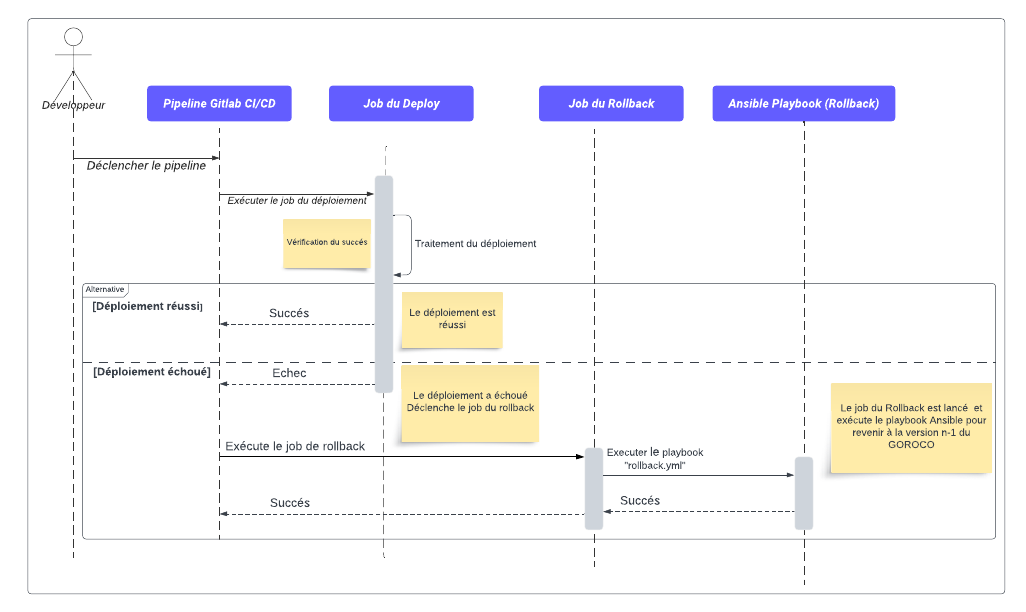 Développeur
Pipeline Gitlab CI/CD
Job du Deploy
Job du Rollback
Ansible Playbook (Rollback)
Déclencher le pipeline
Exécuter le job du déploiement
Vérification du succés
Traitement du déploiement
Alternative
[Déploiement réussi]
Succés
Le déploiement est
réussi
[Déploiement échoué]
Echec
Le déploiement a échoué
Déclenche le job du rollback
Le job du Rollback est lancé et
exécute le playbook Ansible pour
revenir à la version n-1 du
GOROCO
Exécute le job de rollback
Executer le playbook
"rollback.yml"
Succés
Succés